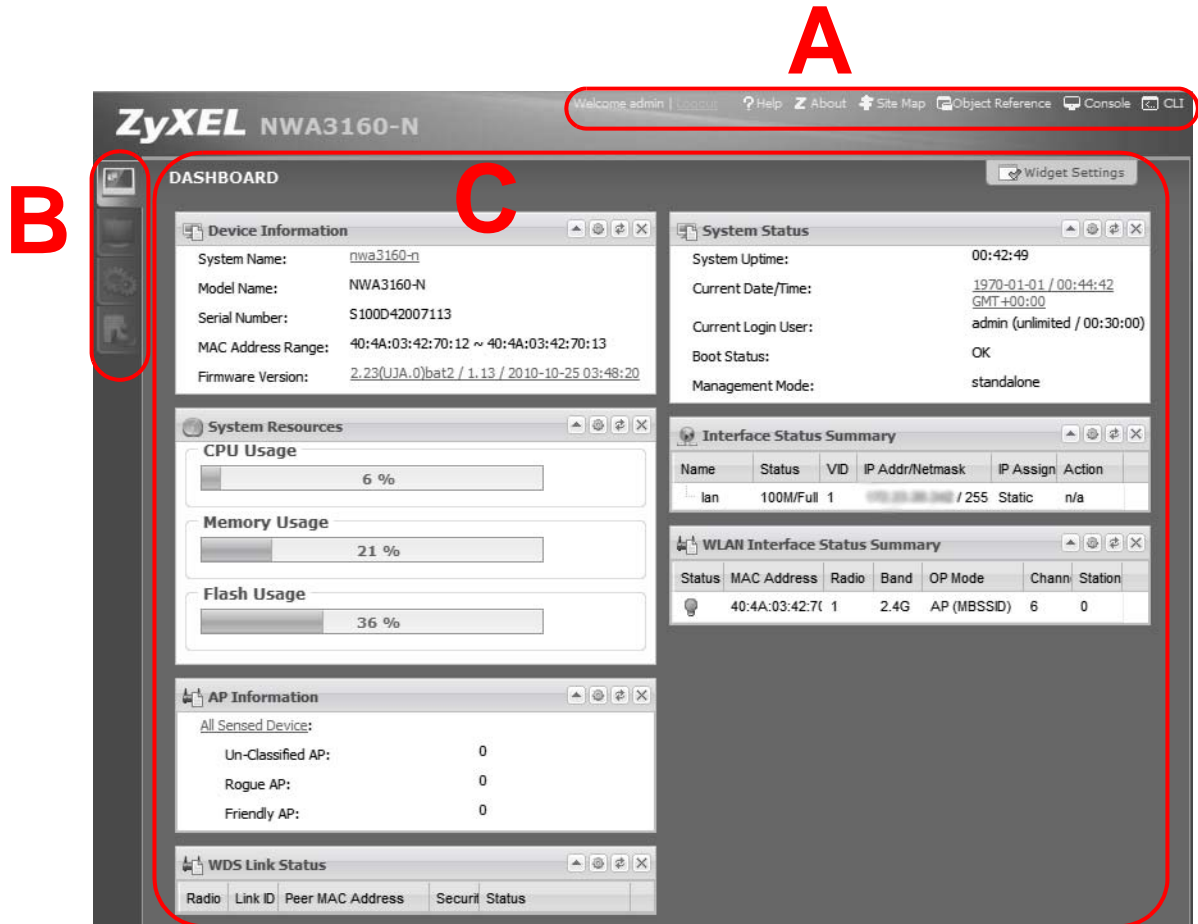 A
Welcome admin | Logout ? Help Z About Site Map Object Reference Console CLI
ZyXEL NWA3160-N
B
C
DASHBOARD
Widget Settings
Device Information
System Name: nwa3160-n
Model Name: NWA3160-N
Serial Number: S100D42007113
MAC Address Range: 40:4A:03:42:70:12 ~ 40:4A:03:42:70:13
Firmware Version: 2.23(UJA.0)bat2 / 1.13 / 2010-10-25 03:48:20
System Resources
CPU Usage
6 %
Memory Usage
21 %
Flash Usage
36 %
AP Information
All Sensed Device:
Un-Classified AP: 0
Rogue AP: 0
Friendly AP: 0
WDS Link Status
Radio Link ID Peer MAC Address Securit Status
System Status
System Uptime: 00:42:49
Current Date/Time: 1970-01-01 / 00:44:42
GMT+00:00
Current Login User: admin (unlimited / 00:30:00)
Boot Status: OK
Management Mode: standalone
Interface Status Summary
Name Status VID IP Addr/Netmask IP Assign Action
lan 100M/Full 1 / 255 Static n/a
WLAN Interface Status Summary
Status MAC Address Radio Band OP Mode Chann Station
40:4A:03:42:7( 1 2.4G AP (MBSSID) 6 0